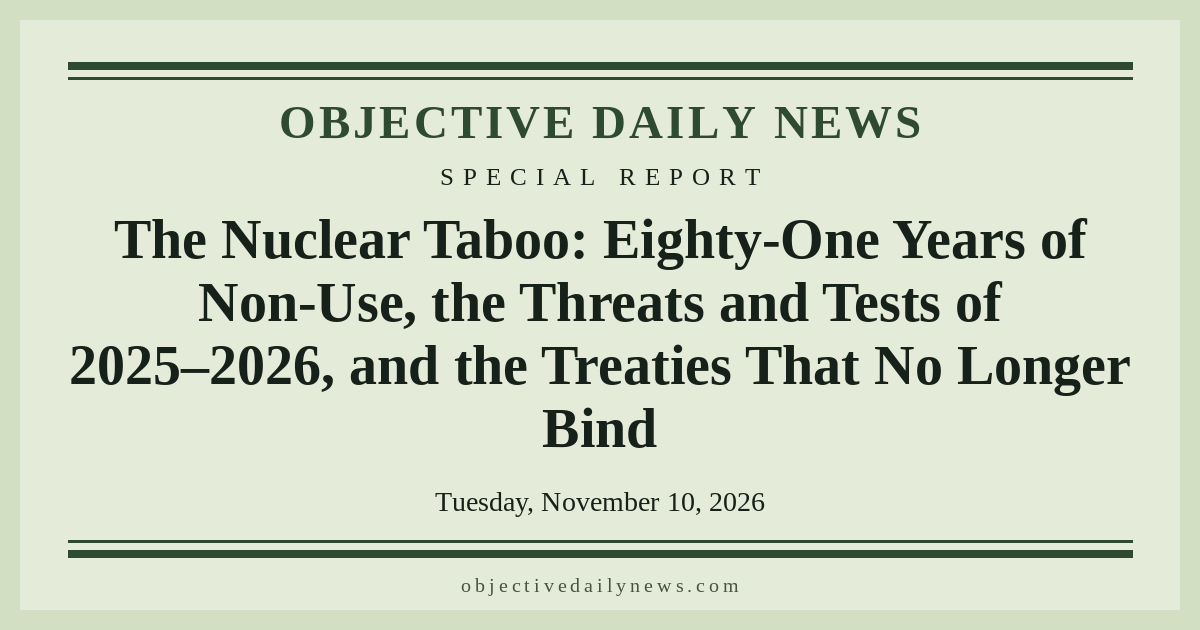 OBJECTIVE DAILY NEWS
SPECIAL REPORT
The Nuclear Taboo: Eighty-One Years of
Non-Use, the Threats and Tests of
2025–2026, and the Treaties That No Longer
Bind
Tuesday, November 10, 2026
objectivedailynews.com